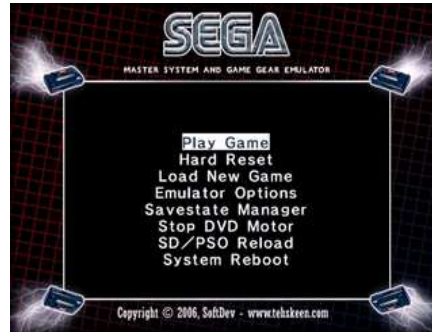 SEGA
MASTER SYSTEM AND GAME GEAR EMULATOR
Play Game
Hard Reset
Load New Game
Emulator Options
Savestate Manager
Stop DVD Motor
SD/PSO Reload
System Reboot
Copyright © 2006, SoftDev - www.tehskeen.com